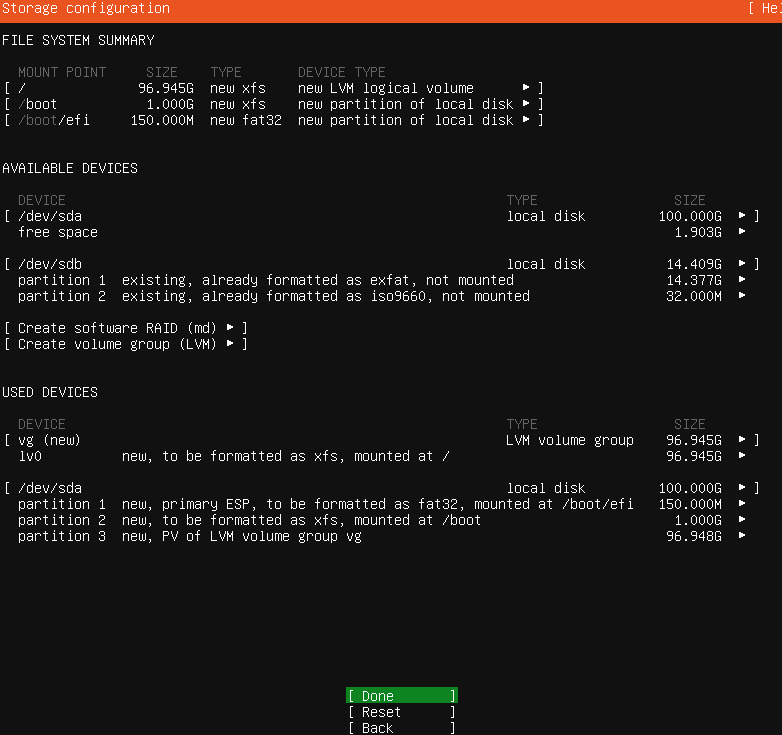 Storage configuration [ Hel
FILE SYSTEM SUMMARY
MOUNT POINT SIZE TYPE DEVICE TYPE
[ / 96.945G new xfs new LVM logical volume ▸ ]
[ /boot 1.000G new xfs new partition of local disk ▸ ]
[ /boot/efi 150.000M new fat32 new partition of local disk ▸ ]
AVAILABLE DEVICES
DEVICE TYPE SIZE
[ /dev/sda local disk 100.000G ▸ ]
free space 1.903G ▸
[ /dev/sdb local disk 14.409G ▸ ]
partition 1 existing, already formatted as exfat, not mounted 14.377G ▸
partition 2 existing, already formatted as iso9660, not mounted 32.000M ▸
[ Create software RAID (md) ▸ ]
[ Create volume group (LVM) ▸ ]
USED DEVICES
DEVICE TYPE SIZE
[ vg (new) LVM volume group 96.945G ▸ ]
lv0 new, to be formatted as xfs, mounted at / 96.945G ▸
[ /dev/sda local disk 100.000G ▸ ]
partition 1 new, primary ESP, to be formatted as fat32, mounted at /boot/efi 150.000M ▸
partition 2 new, to be formatted as xfs, mounted at /boot 1.000G ▸
partition 3 new, PV of LVM volume group vg 96.948G ▸
[ Done ]
[ Reset ]
[ Back ]